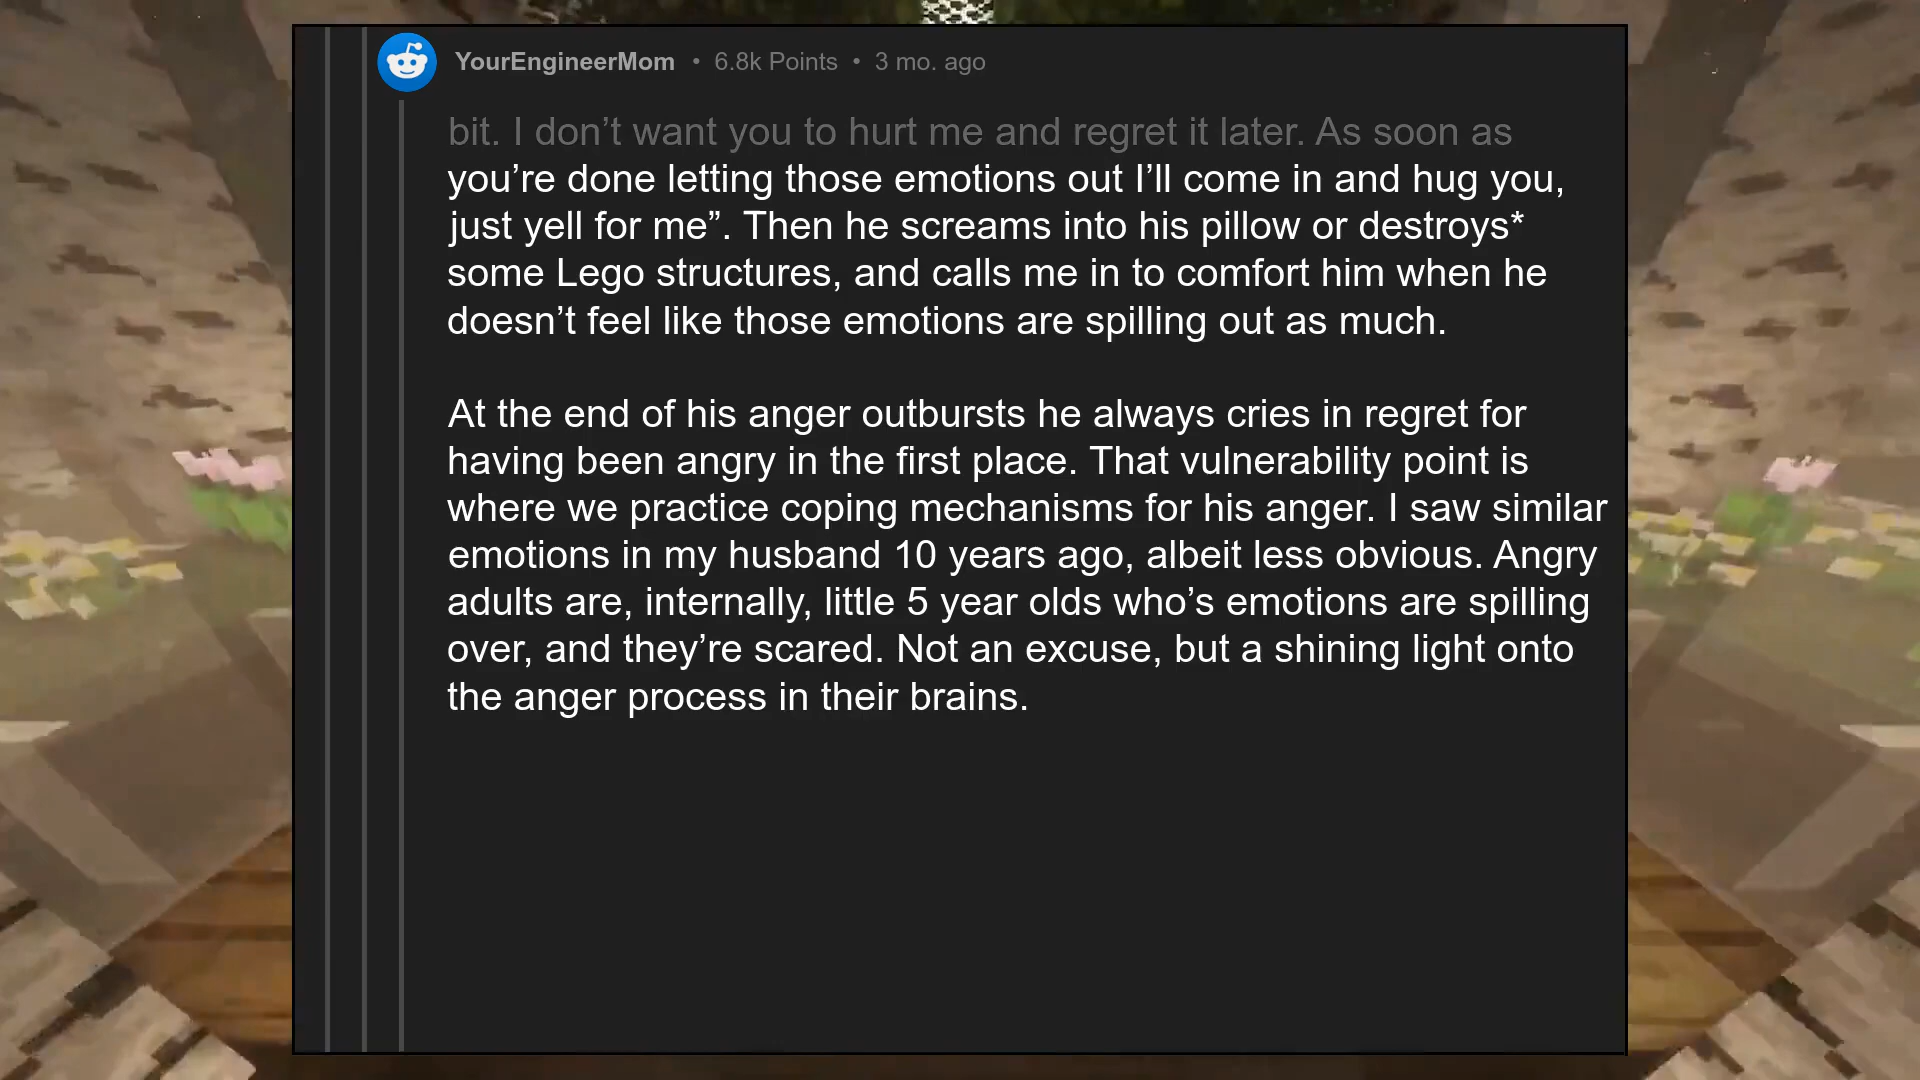 YourEngineerMom • 6.8k Points • 3 mo. ago
bit. I don’t want you to hurt me and regret it later. As soon as
you’re done letting those emotions out I’ll come in and hug you,
just yell for me”. Then he screams into his pillow or destroys*
some Lego structures, and calls me in to comfort him when he
doesn’t feel like those emotions are spilling out as much.
At the end of his anger outbursts he always cries in regret for
having been angry in the first place. That vulnerability point is
where we practice coping mechanisms for his anger. I saw similar
emotions in my husband 10 years ago, albeit less obvious. Angry
adults are, internally, little 5 year olds who’s emotions are spilling
over, and they’re scared. Not an excuse, but a shining light onto
the anger process in their brains.